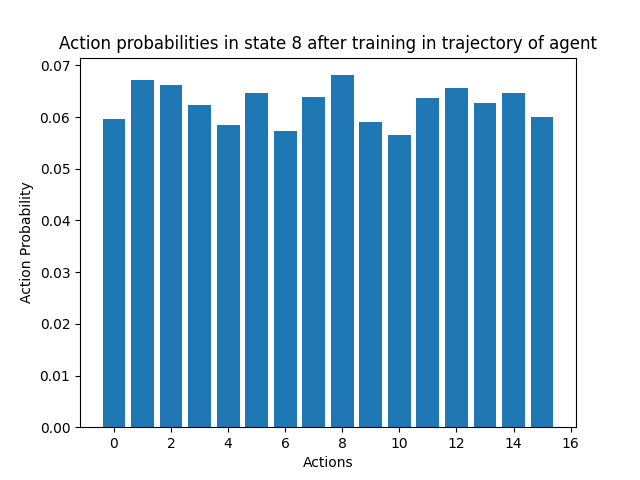 Action probabilities in state 8 after training in trajectory of agent
0.07
0.06
0.05
0.04
0.03
0.02
0.01
0.00
Action Probability
0 2 4 6 8 10 12 14 16
Actions